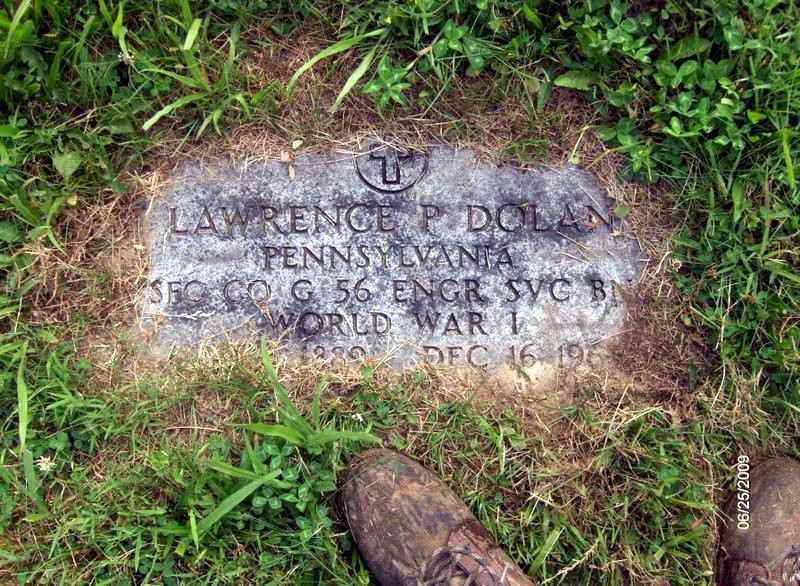 LAWRENCE P DOLAN
PENNSYLVANIA
SFC CO G 56 ENGR SVC BN
WORLD WAR I
1889 DEC 16
06/25/2009